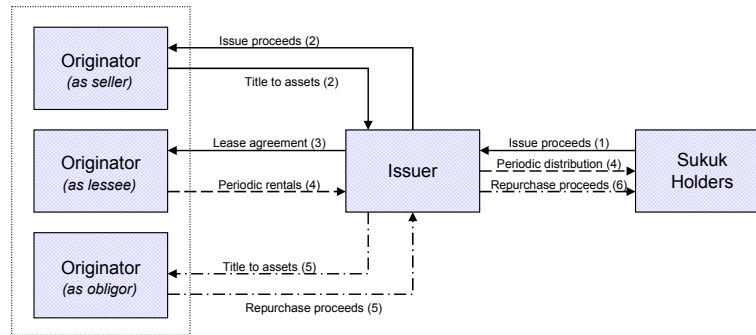 Originator
(as seller)
Issue proceeds (2)
Title to assets (2)
Originator
(as lessee)
Lease agreement (3)
Periodic rentals (4)
Issuer
Issue proceeds (1)
Periodic distribution (4)
Repurchase proceeds (6)
Sukuk
Holders
Originator
(as obligor)
Title to assets (5)
Repurchase proceeds (5)